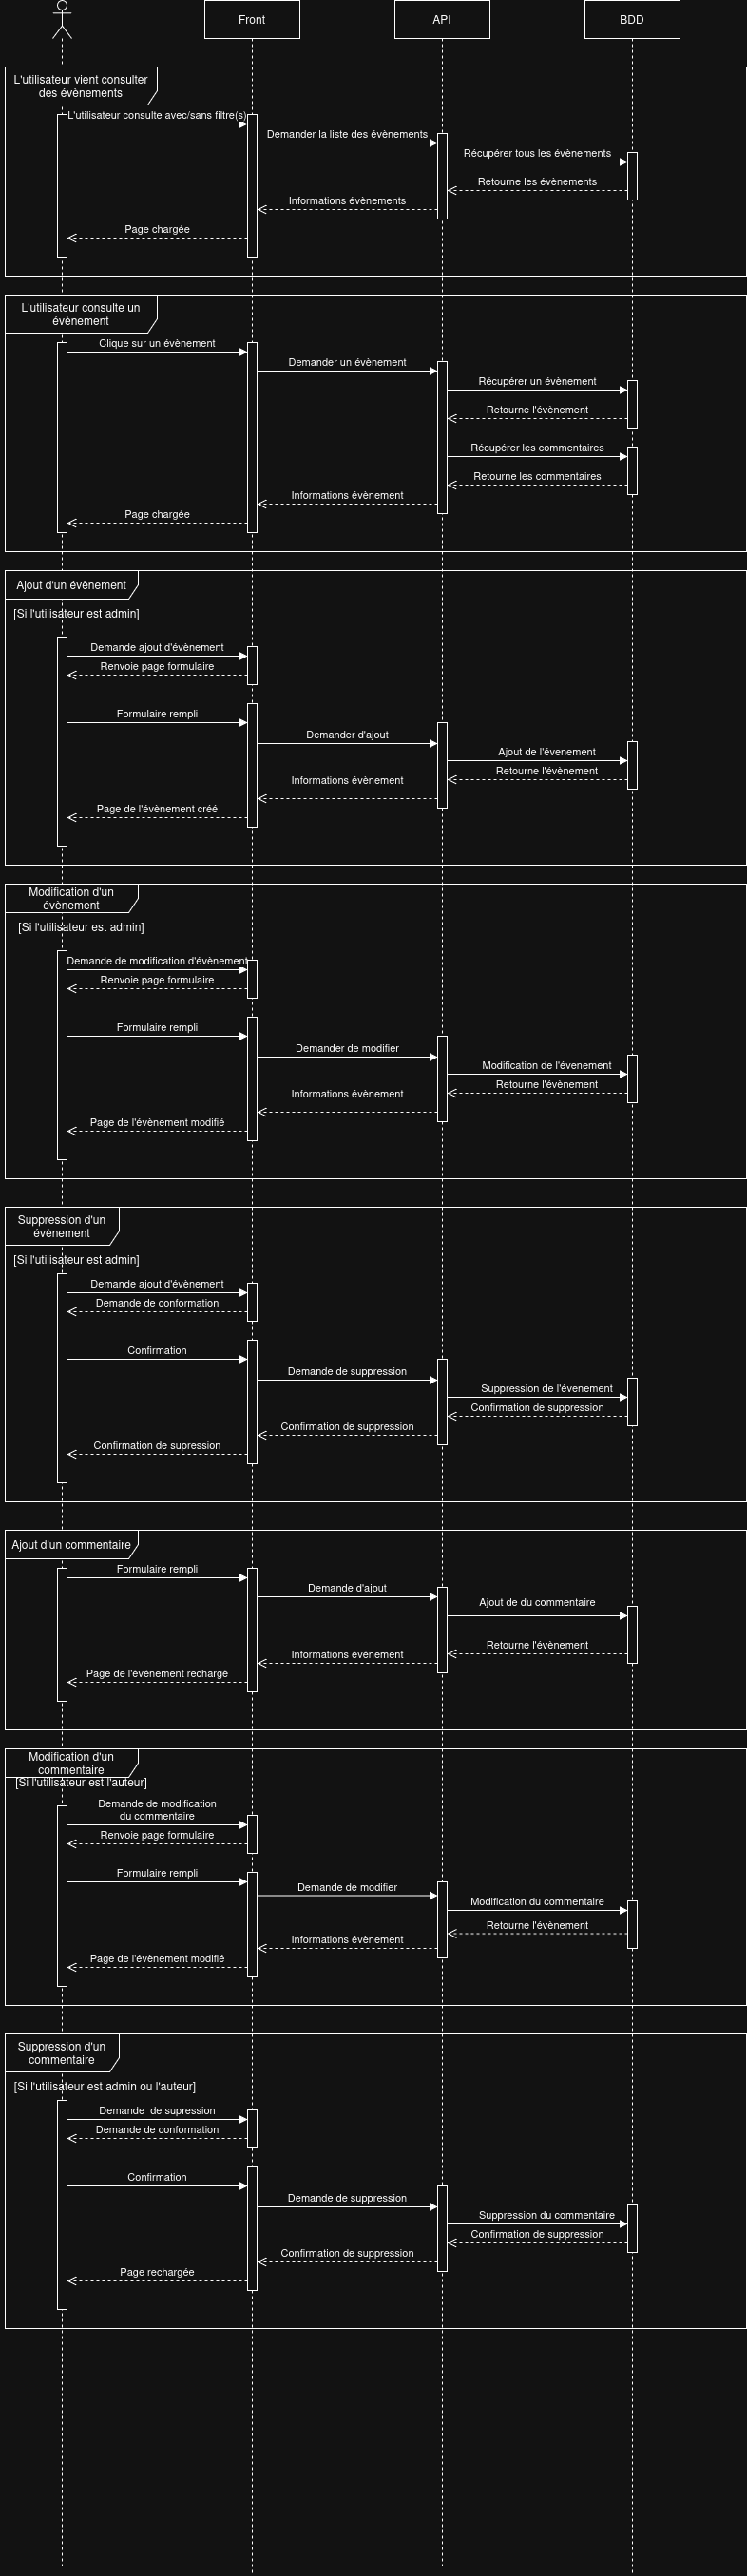 Front
API
BDD
L'utilisateur vient consulter
des évènements
L'utilisateur consulte avec/sans filtre(s)
Demander la liste des évènements
Récupérer tous les évènements
Retourne les évènements
Informations évènements
Page chargée
L'utilisateur consulte un
évènement
Clique sur un évènement
Demander un évènement
Récupérer un évènement
Retourne l'évènement
Récupérer les commentaires
Retourne les commentaires
Informations évènement
Page chargée
Ajout d'un évènement
[Si l'utilisateur est admin]
Demande ajout d'évènement
Renvoie page formulaire
Formulaire rempli
Demander d'ajout
Ajout de l'évenement
Retourne l'évènement
Informations évènement
Page de l'évènement créé
Modification d'un
évènement
[Si l'utilisateur est admin]
Demande de modification d'évènement
Renvoie page formulaire
Formulaire rempli
Demander de modifier
Modification de l'évenement
Retourne l'évènement
Informations évènement
Page de l'évènement modifié
Suppression d'un
évènement
[Si l'utilisateur est admin]
Demande ajout d'évènement
Demande de conformation
Confirmation
Demande de suppression
Suppression de l'évenement
Confirmation de suppression
Confirmation de suppression
Confirmation de supression
Ajout d'un commentaire
Formulaire rempli
Demande d'ajout
Ajout de du commentaire
Retourne l'évènement
Informations évènement
Page de l'évènement rechargé
Modification d'un
commentaire
[Si l'utilisateur est l'auteur]
Demande de modification
du commentaire
Renvoie page formulaire
Formulaire rempli
Demande de modifier
Modification du commentaire
Retourne l'évènement
Informations évènement
Page de l'évènement modifié
Suppression d'un
commentaire
[Si l'utilisateur est admin ou l'auteur]
Demande  de supression
Demande de conformation
Confirmation
Demande de suppression
Suppression du commentaire
Confirmation de suppression
Confirmation de suppression
Page rechargée